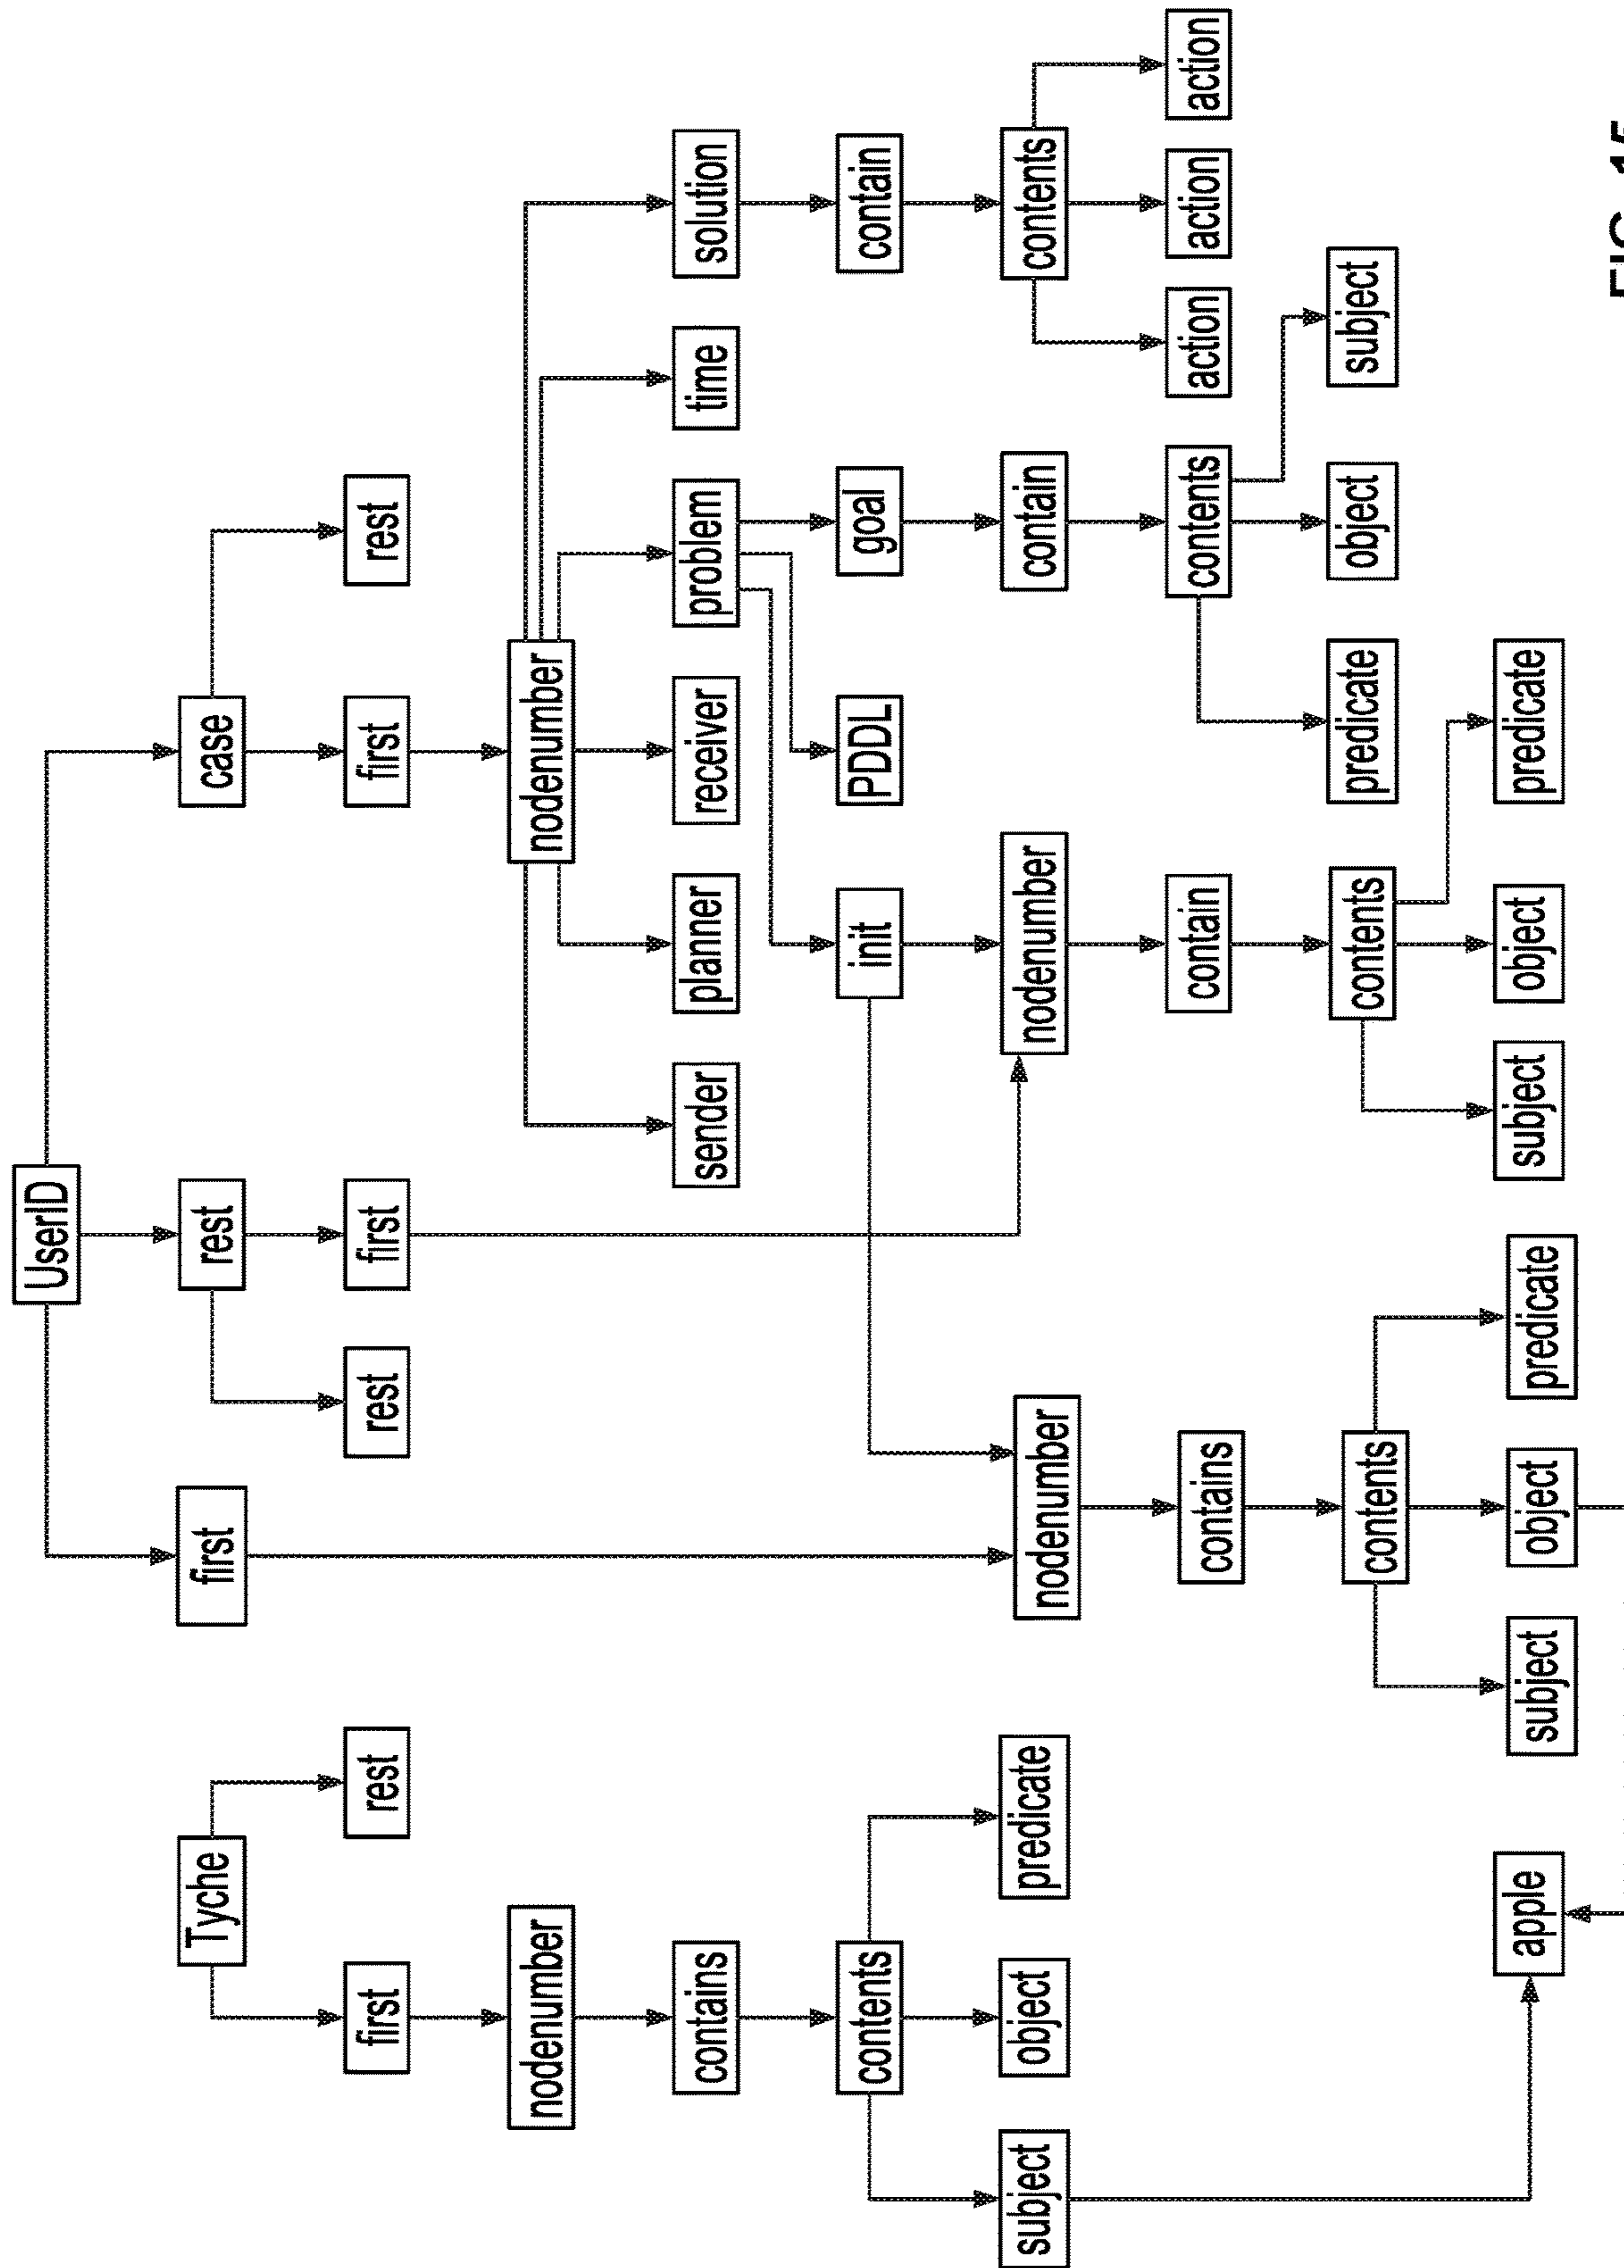 UserID
Tyche
first
rest
case
first
rest
rest
first
first
rest
nodenumber
nodenumber
contains
sender
planner
receiver
problem
time
solution
contents
init
PDDL
goal
contain
subject
object
predicate
nodenumber
nodenumber
contain
contents
contains
contain
contents
action
action
action
contents
contents
predicate
object
subject
apple
subject
object
predicate
subject
object
predicate